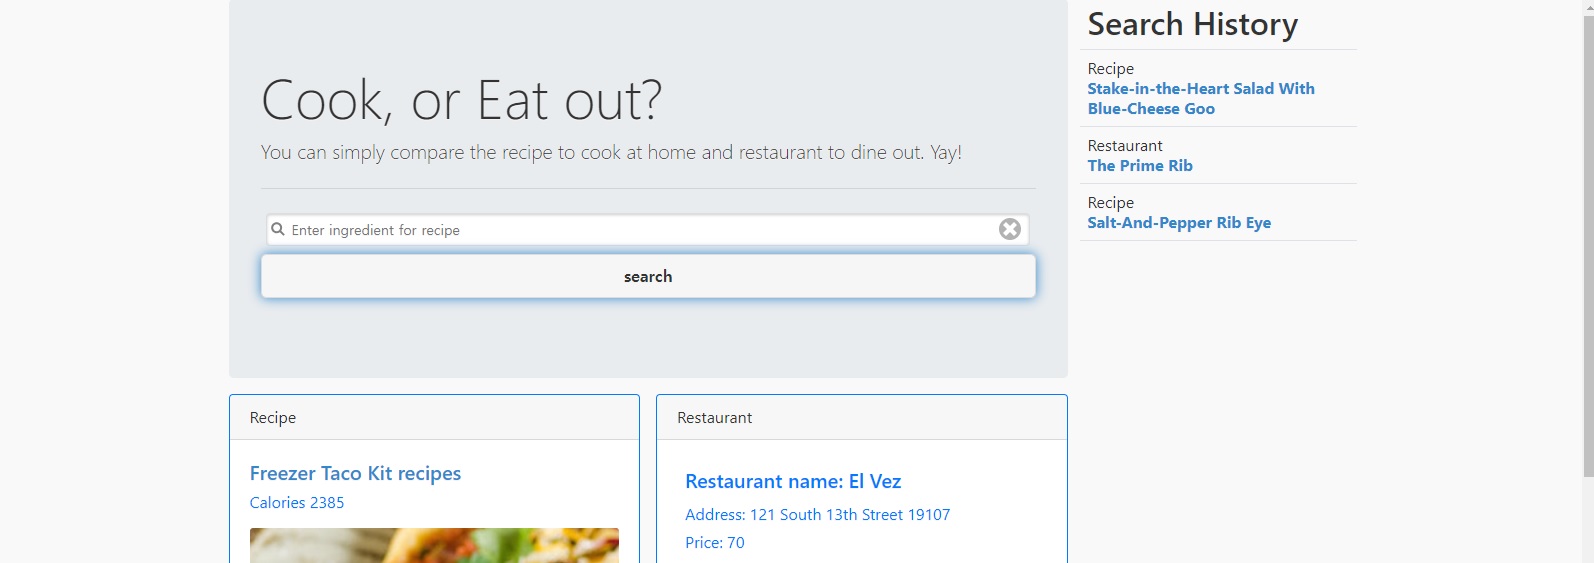 Cook, or Eat out?
You can simply compare the recipe to cook at home and restaurant to dine out. Yay!
Enter ingredient for recipe
search
Recipe
Freezer Taco Kit recipes
Calories 2385
Restaurant
Restaurant name: El Vez
Address: 121 South 13th Street 19107
Price: 70
Search History
Recipe
Stake-in-the-Heart Salad With
Blue-Cheese Goo
Restaurant
The Prime Rib
Recipe
Salt-And-Pepper Rib Eye